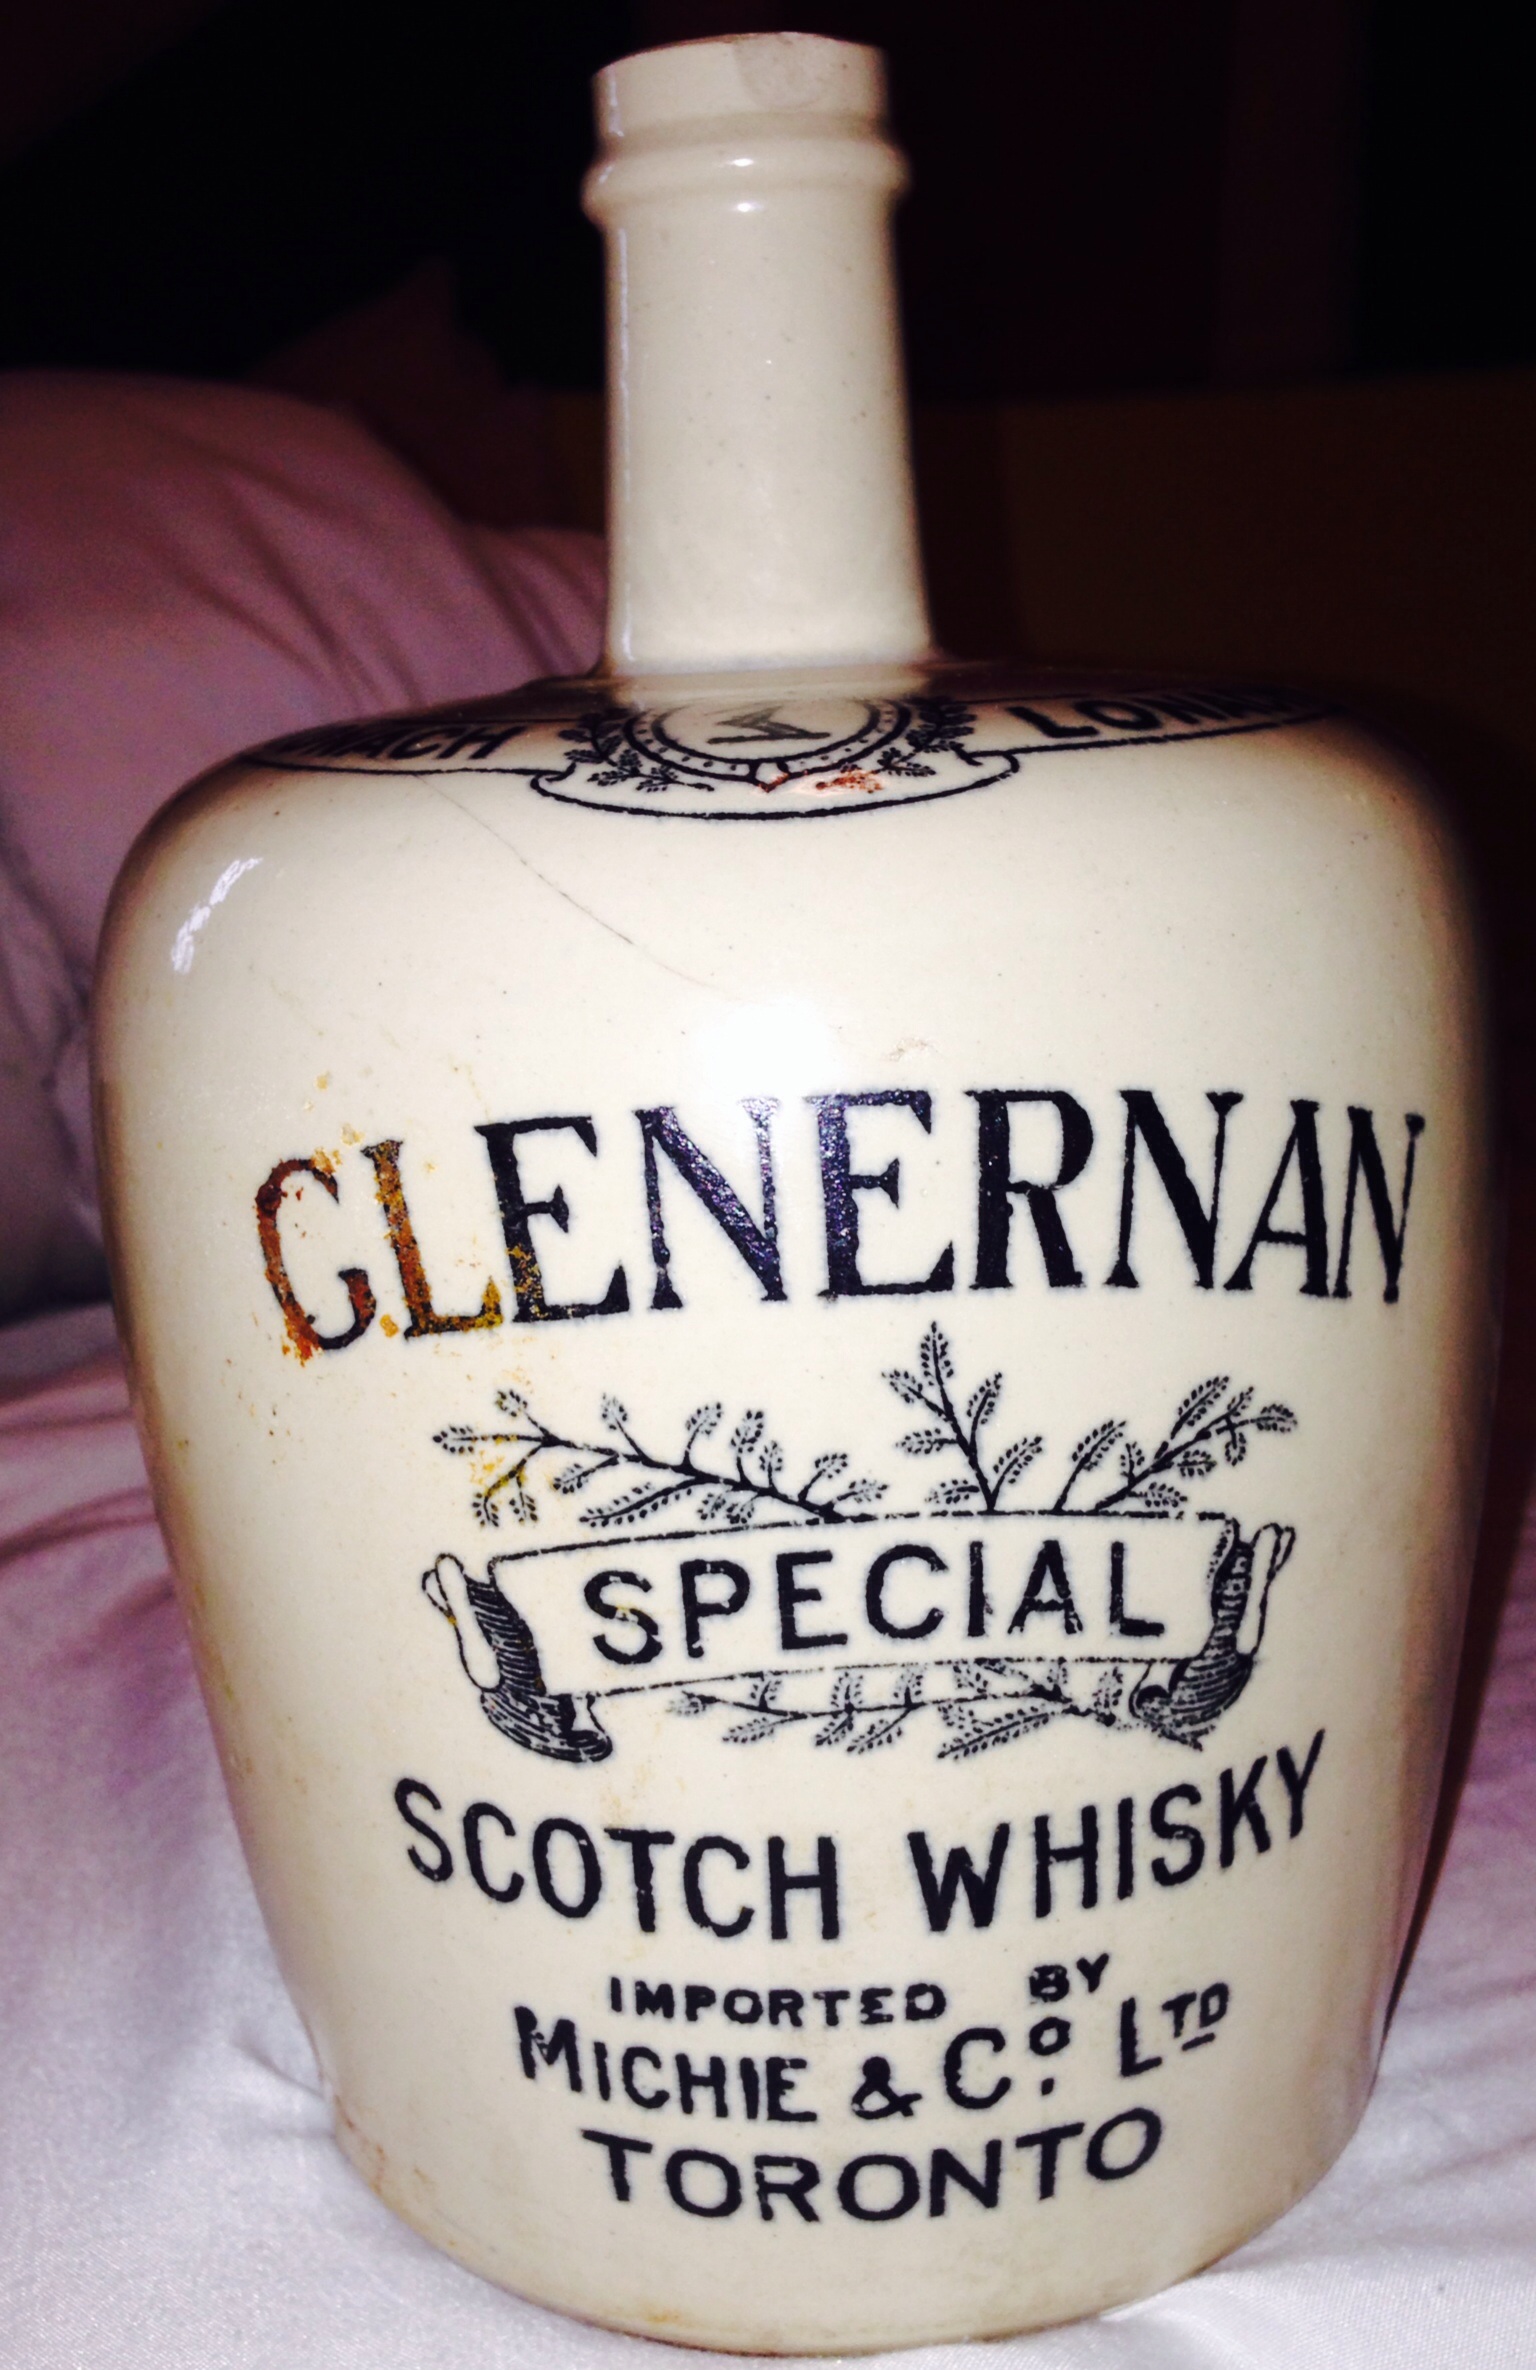 GLENERNAN
SPECIAL
SCOTCH WHISKY
IMPORTED BY
MICHIE & Co. LTD
TORONTO